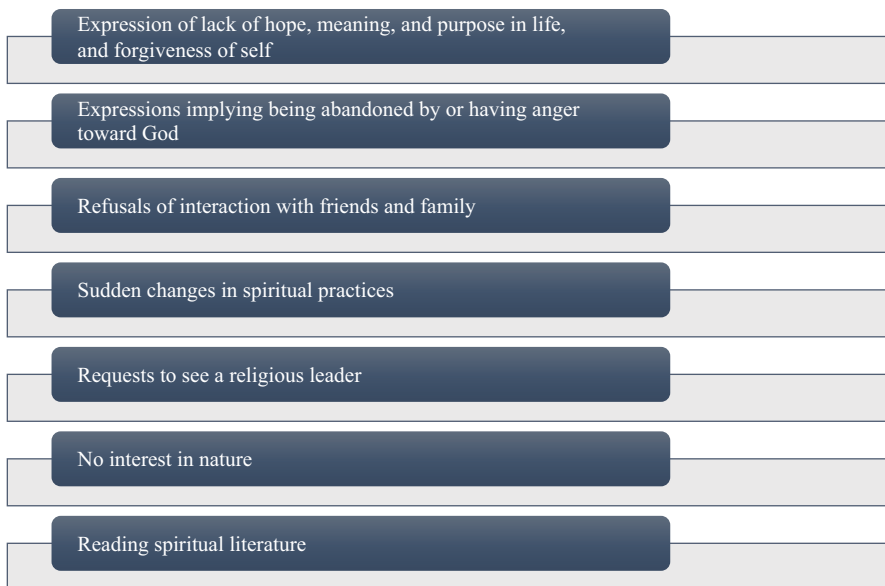 Expression of lack of hope, meaning, and purpose in life,
and forgiveness of self
Expressions implying being abandoned by or having anger
toward God
Refusals of interaction with friends and family
Sudden changes in spiritual practices
Requests to see a religious leader
No interest in nature
Reading spiritual literature